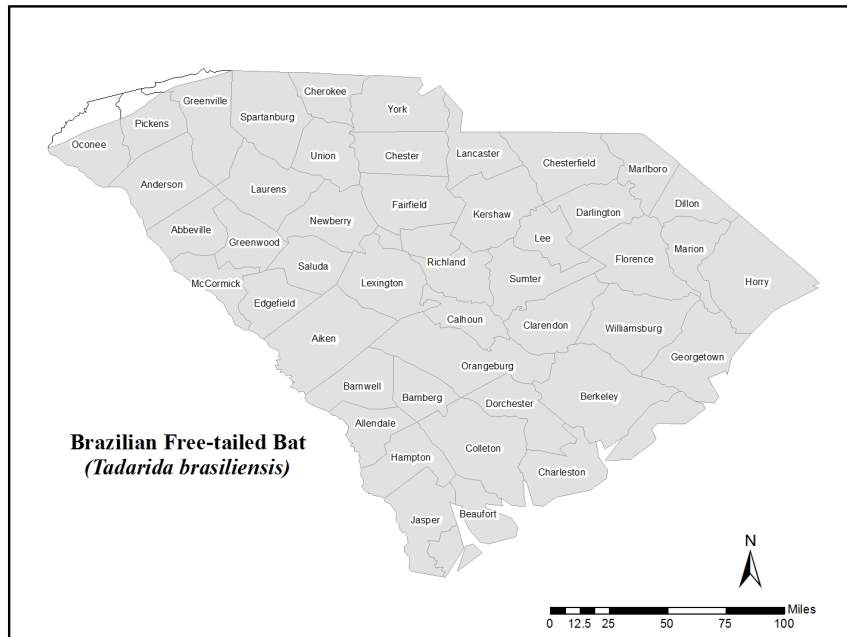 Cherokee
Greenville
York
Spartanburg
Pickens
Oconee
Union
Chester
Lancaster
Chesterfield
Marlboro
Anderson
Laurens
Fairfield
Dillon
Newberry
Kershaw
Darlington
Abbeville
Greenwood
Lee
Marion
Richland
Florence
Saluda
McCormick
Lexington
Sumter
Horry
Edgefield
Calhoun
Clarendon
Williamsburg
Aiken
Georgetown
Orangeburg
Barnwell
Bamberg
Dorchester
Berkeley
Allendale
Brazilian Free-tailed Bat
(Tadarida brasiliensis)
Colleton
Hampton
Charleston
Beaufort
Jasper
N
Miles
0 12.5 25 50 75 100